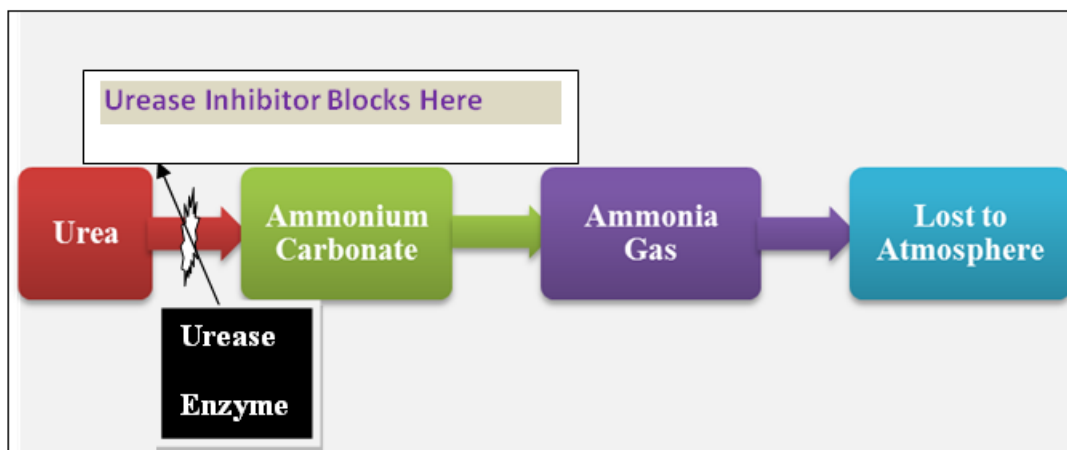 Urease Inhibitor Blocks Here
Urea
Ammonium
Carbonate
Ammonia
Gas
Lost to
Atmosphere
Urease
Enzyme